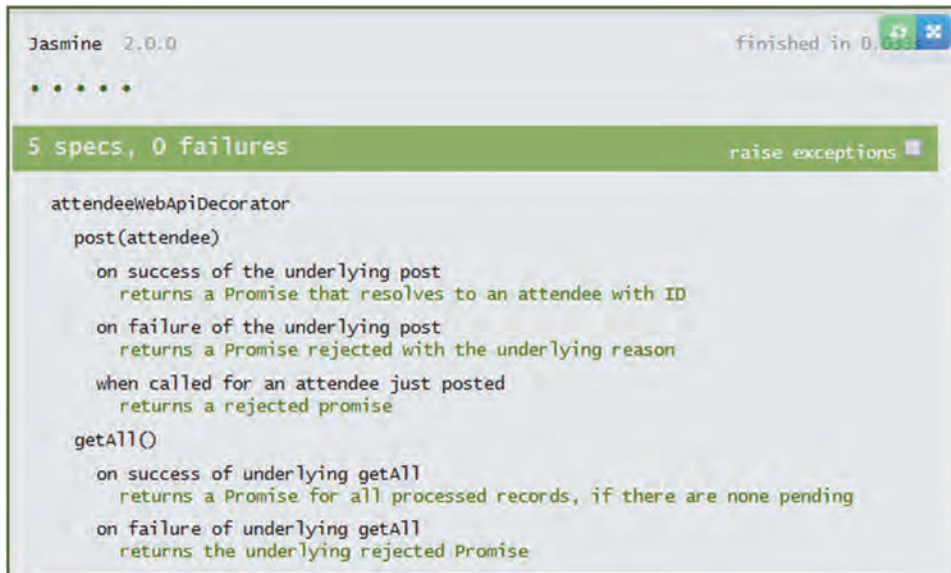 Jasmine 2.0.0
finished in 0.033s
• • • • •
5 specs, 0 failures
raise exceptions
attendeeWebApiDecorator
post(attendee)
on success of the underlying post
returns a Promise that resolves to an attendee with ID
on failure of the underlying post
returns a Promise rejected with the underlying reason
when called for an attendee just posted
returns a rejected promise
getAll()
on success of underlying getAll
returns a Promise for all processed records, if there are none pending
on failure of underlying getAll
returns the underlying rejected Promise